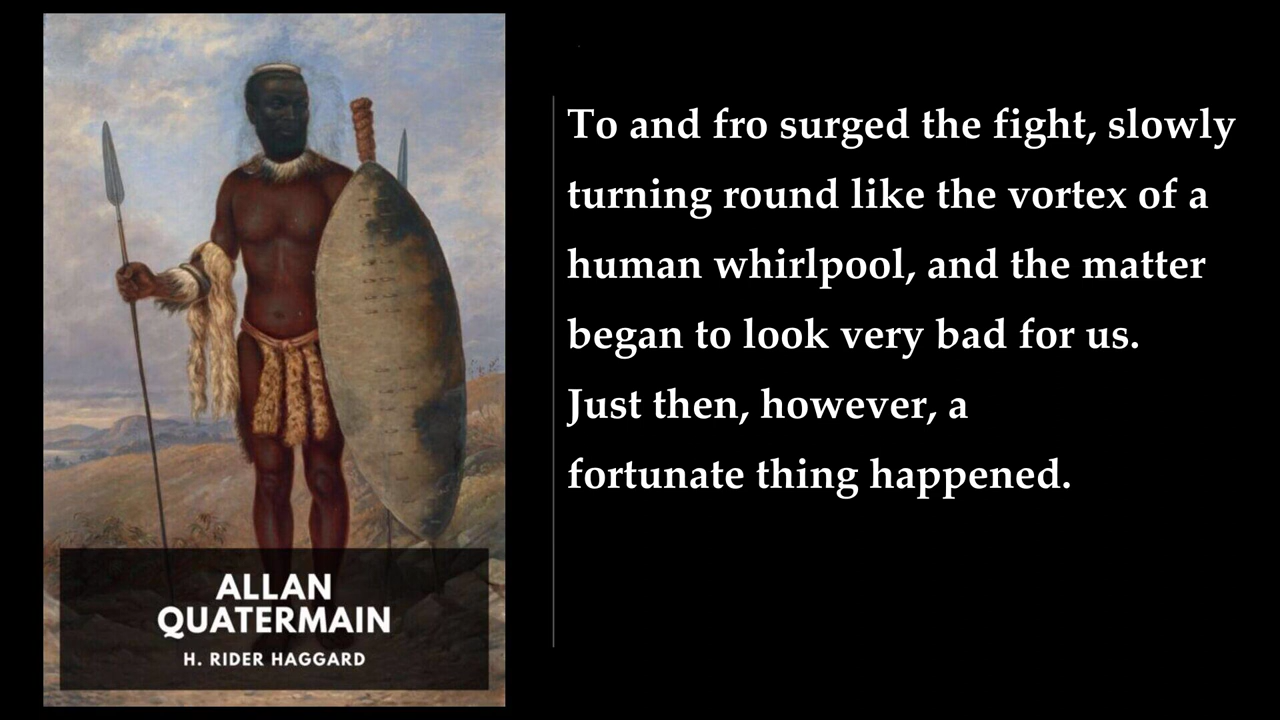 ALLAN
QUATERMAIN
H. RIDER HAGGARD
To and fro surged the fight, slowly
turning round like the vortex of a
human whirlpool, and the matter
began to look very bad for us.
Just then, however, a
fortunate thing happened.